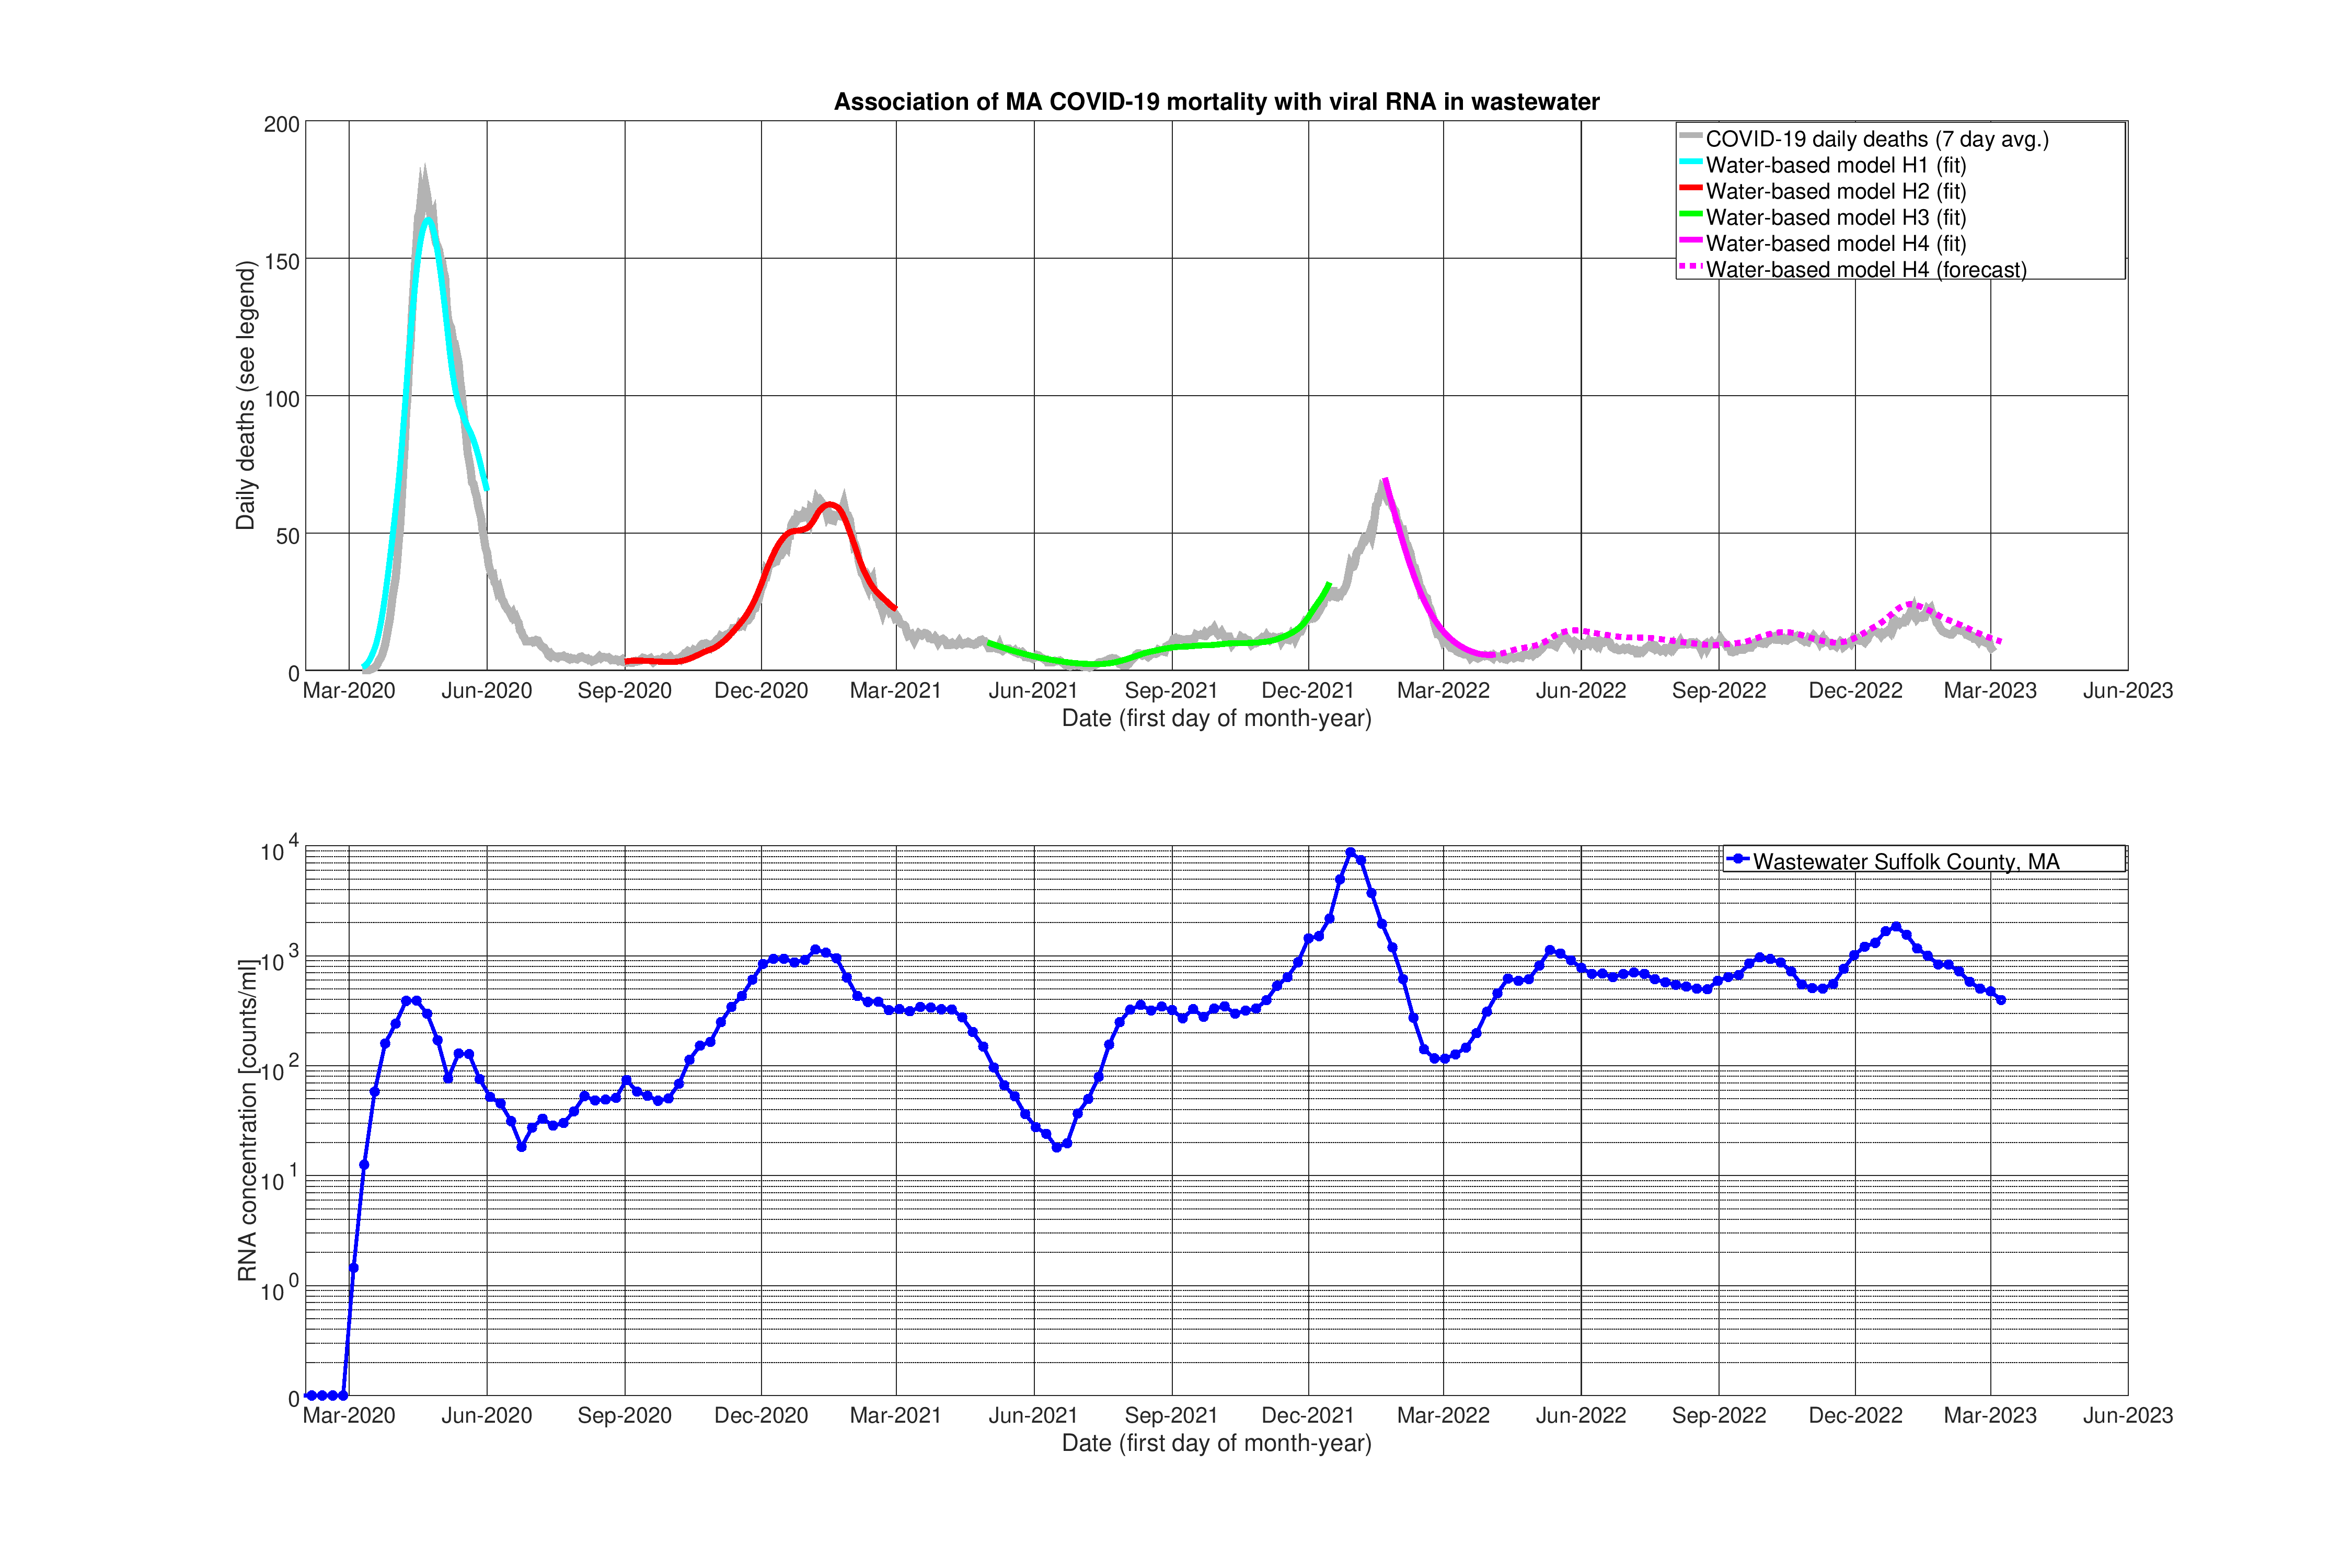 Association of MA COVID-19 mortality with viral RNA in wastewater
200
150
100
50
0
Daily deaths (see legend)
COVID-19 daily deaths (7 day avg.)
Water-based model H1 (fit)
Water-based model H2 (fit)
Water-based model H3 (fit)
Water-based model H4 (fit)
Water-based model H4 (forecast)
Mar-2020 Jun-2020 Sep-2020 Dec-2020 Mar-2021 Jun-2021 Sep-2021 Dec-2021 Mar-2022 Jun-2022 Sep-2022 Dec-2022 Mar-2023 Jun-2023
Date (first day of month-year)
10^4
10^3
10^2
10^1
10^0
0
RNA concentration [counts/ml]
Wastewater Suffolk County, MA
Mar-2020 Jun-2020 Sep-2020 Dec-2020 Mar-2021 Jun-2021 Sep-2021 Dec-2021 Mar-2022 Jun-2022 Sep-2022 Dec-2022 Mar-2023 Jun-2023
Date (first day of month-year)